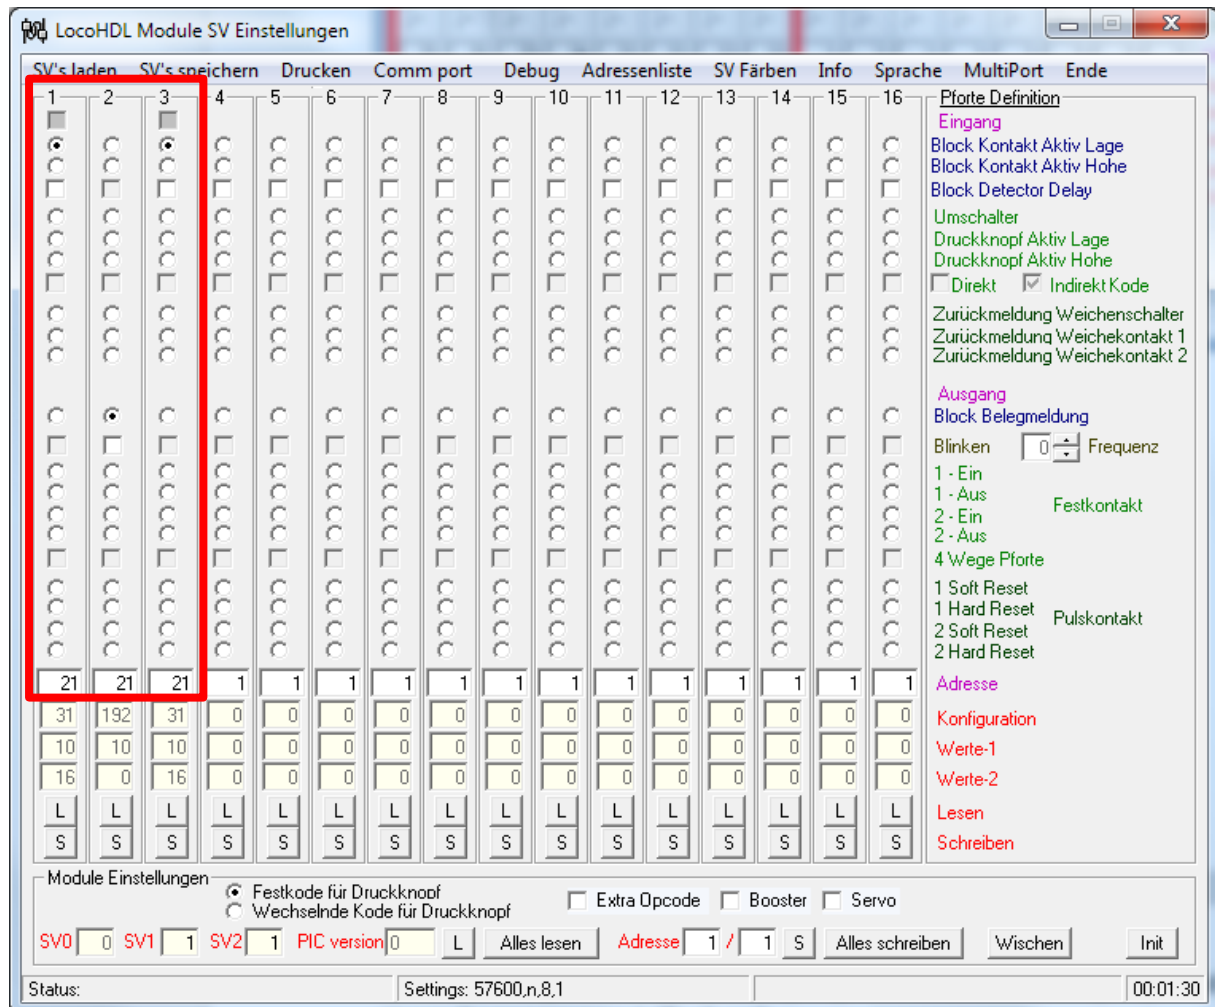 LocoHDL Module SV Einstellungen
SV's laden SV's speichern Drucken Comm port Debug Adressenliste SV Färben Info Sprache MultiPort Ende
1 2 3 4 5 6 7 8 9 10 11 12 13 14 15 16 Pforte Definition
Eingang
Block Kontakt Aktiv Lage
Block Kontakt Aktiv Hohe
Block Detector Delay
Umschalter
Druckknopf Aktiv Lage
Druckknopf Aktiv Hohe
Direkt Indirekt Kode
Zurückmeldung Weichenschalter
Zurückmeldung Weichekontakt 1
Zurückmeldung Weichekontakt 2
Ausgang
Block Belegmeldung
Blinken 0 Frequenz
1 - Ein
1 - Aus
2 - Ein
2 - Aus
Festkontakt
4 Wege Pforte
1 Soft Reset
1 Hard Reset
2 Soft Reset
2 Hard Reset
Pulskontakt
21 21 21 1 1 1 1 1 1 1 1 1 1 1 1 1 Adresse
31 192 31 0 0 0 0 0 0 0 0 0 0 0 0 0 Konfiguration
10 10 10 0 0 0 0 0 0 0 0 0 0 0 0 0 Werte-1
16 0 16 0 0 0 0 0 0 0 0 0 0 0 0 0 Werte-2
L L L L L L L L L L L L L L L L Lesen
S S S S S S S S S S S S S S S S Schreiben
Module Einstellungen
Festkode für Druckknopf
Wechselnde Kode für Druckknopf
Extra Opcode Booster Servo
SV0 0 SV1 1 SV2 1 PIC version 0 L Alles lesen Adresse 1 / 1 S Alles schreiben Wischen Init
Status: Settings: 57600,n,8,1 00:01:30